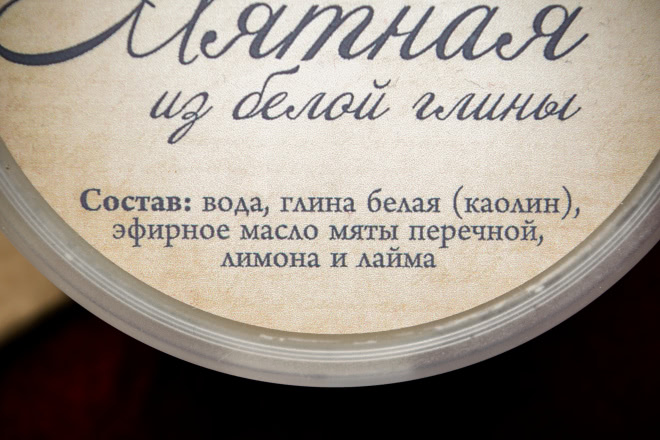 Мятная
из белой глины
Состав: вода, глина белая (каолин),
эфирное масло мяты перечной,
лимона и лайма